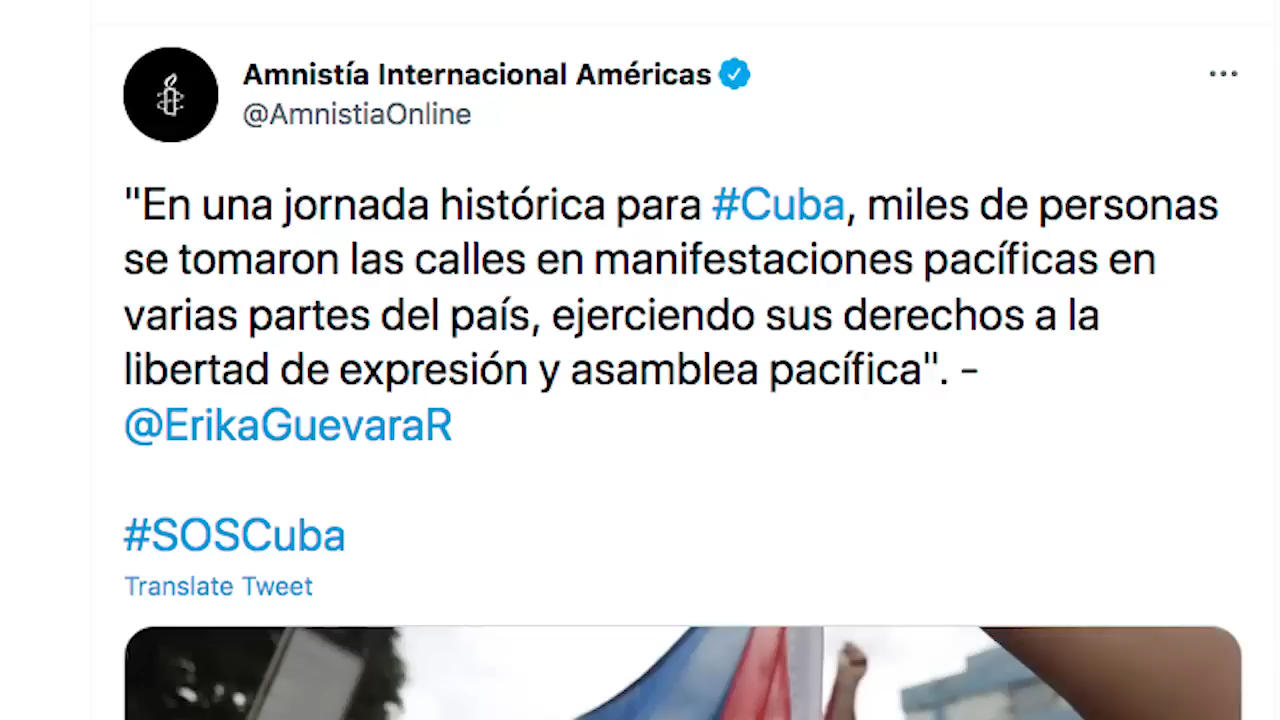 Amnistía Internacional Américas
@AmnistiaOnline
"En una jornada histórica para #Cuba, miles de personas
se tomaron las calles en manifestaciones pacíficas en
varias partes del país, ejerciendo sus derechos a la
libertad de expresión y asamblea pacífica". –
@ErikaGuevaraR
#SOSCuba
Translate Tweet